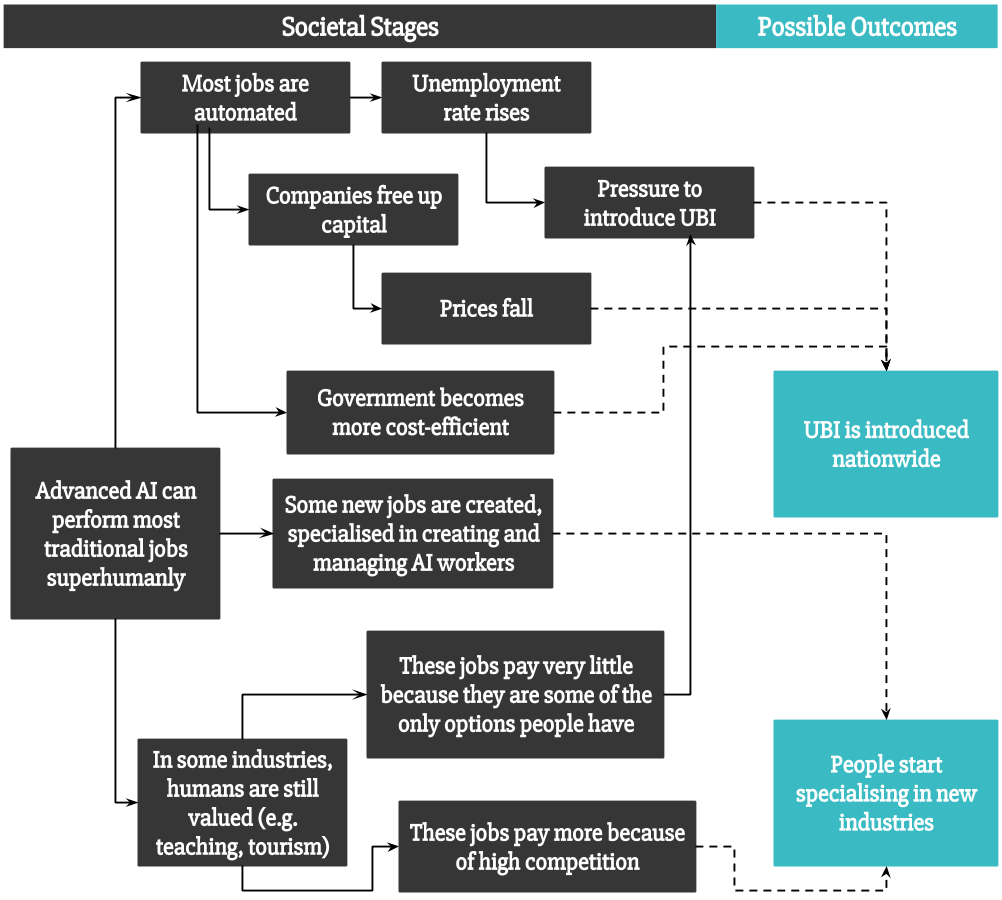 Societal Stages
Possible Outcomes
Most jobs are
automated
Unemployment
rate rises
Companies free up
capital
Pressure to
introduce UBI
Prices fall
Government becomes
more cost-efficient
UBI is introduced
nationwide
Advanced AI can
perform most
traditional jobs
superhumanly
Some new jobs are created,
specialised in creating and
managing AI workers
These jobs pay very little
because they are some of the
only options people have
In some industries,
humans are still
valued (e.g.
teaching, tourism)
These jobs pay more because
of high competition
People start
specialising in new
industries